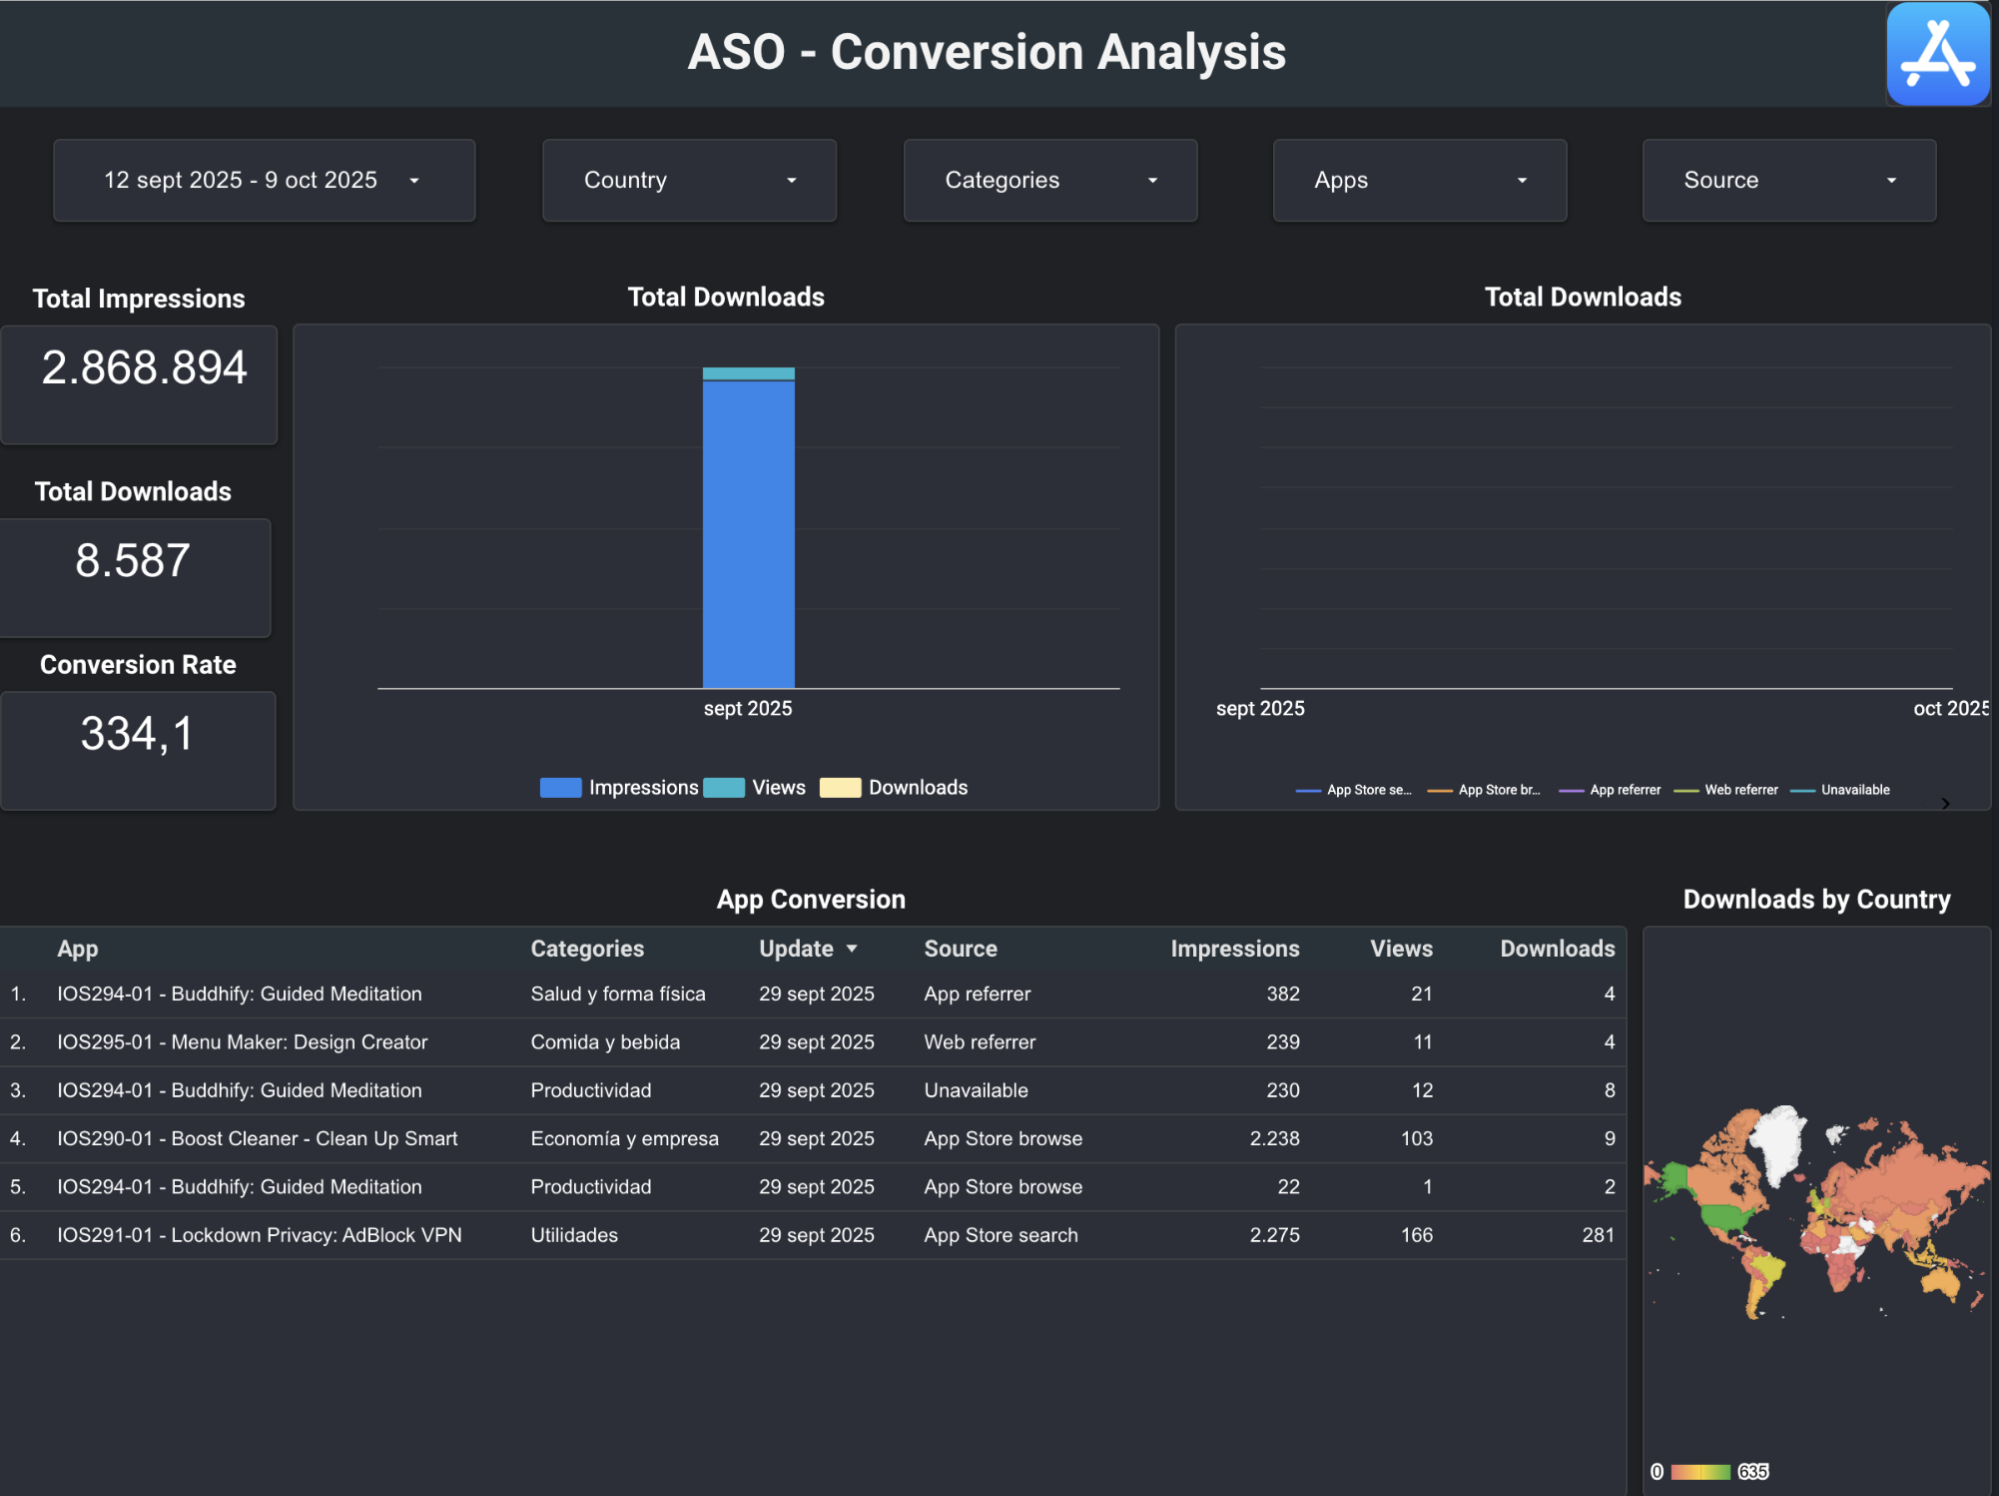 ASO - Conversion Analysis
12 sept 2025 - 9 oct 2025
Country
Categories
Apps
Source
Total Impressions
2.868.894
Total Downloads
8.587
Conversion Rate
334,1
Total Downloads
sept 2025
Impressions Views Downloads
Total Downloads
sept 2025 oct 2025
App Store se... App Store br... App referrer Web referrer Unavailable
App Conversion
App Categories Update Source Impressions Views Downloads
1. IOS294-01 - Buddhify: Guided Meditation Salud y forma física 29 sept 2025 App referrer 382 21 4
2. IOS295-01 - Menu Maker: Design Creator Comida y bebida 29 sept 2025 Web referrer 239 11 4
3. IOS294-01 - Buddhify: Guided Meditation Productividad 29 sept 2025 Unavailable 230 12 8
4. IOS290-01 - Boost Cleaner - Clean Up Smart Economía y empresa 29 sept 2025 App Store browse 2.238 103 9
5. IOS294-01 - Buddhify: Guided Meditation Productividad 29 sept 2025 App Store browse 22 1 2
6. IOS291-01 - Lockdown Privacy: AdBlock VPN Utilidades 29 sept 2025 App Store search 2.275 166 281
Downloads by Country
0 635